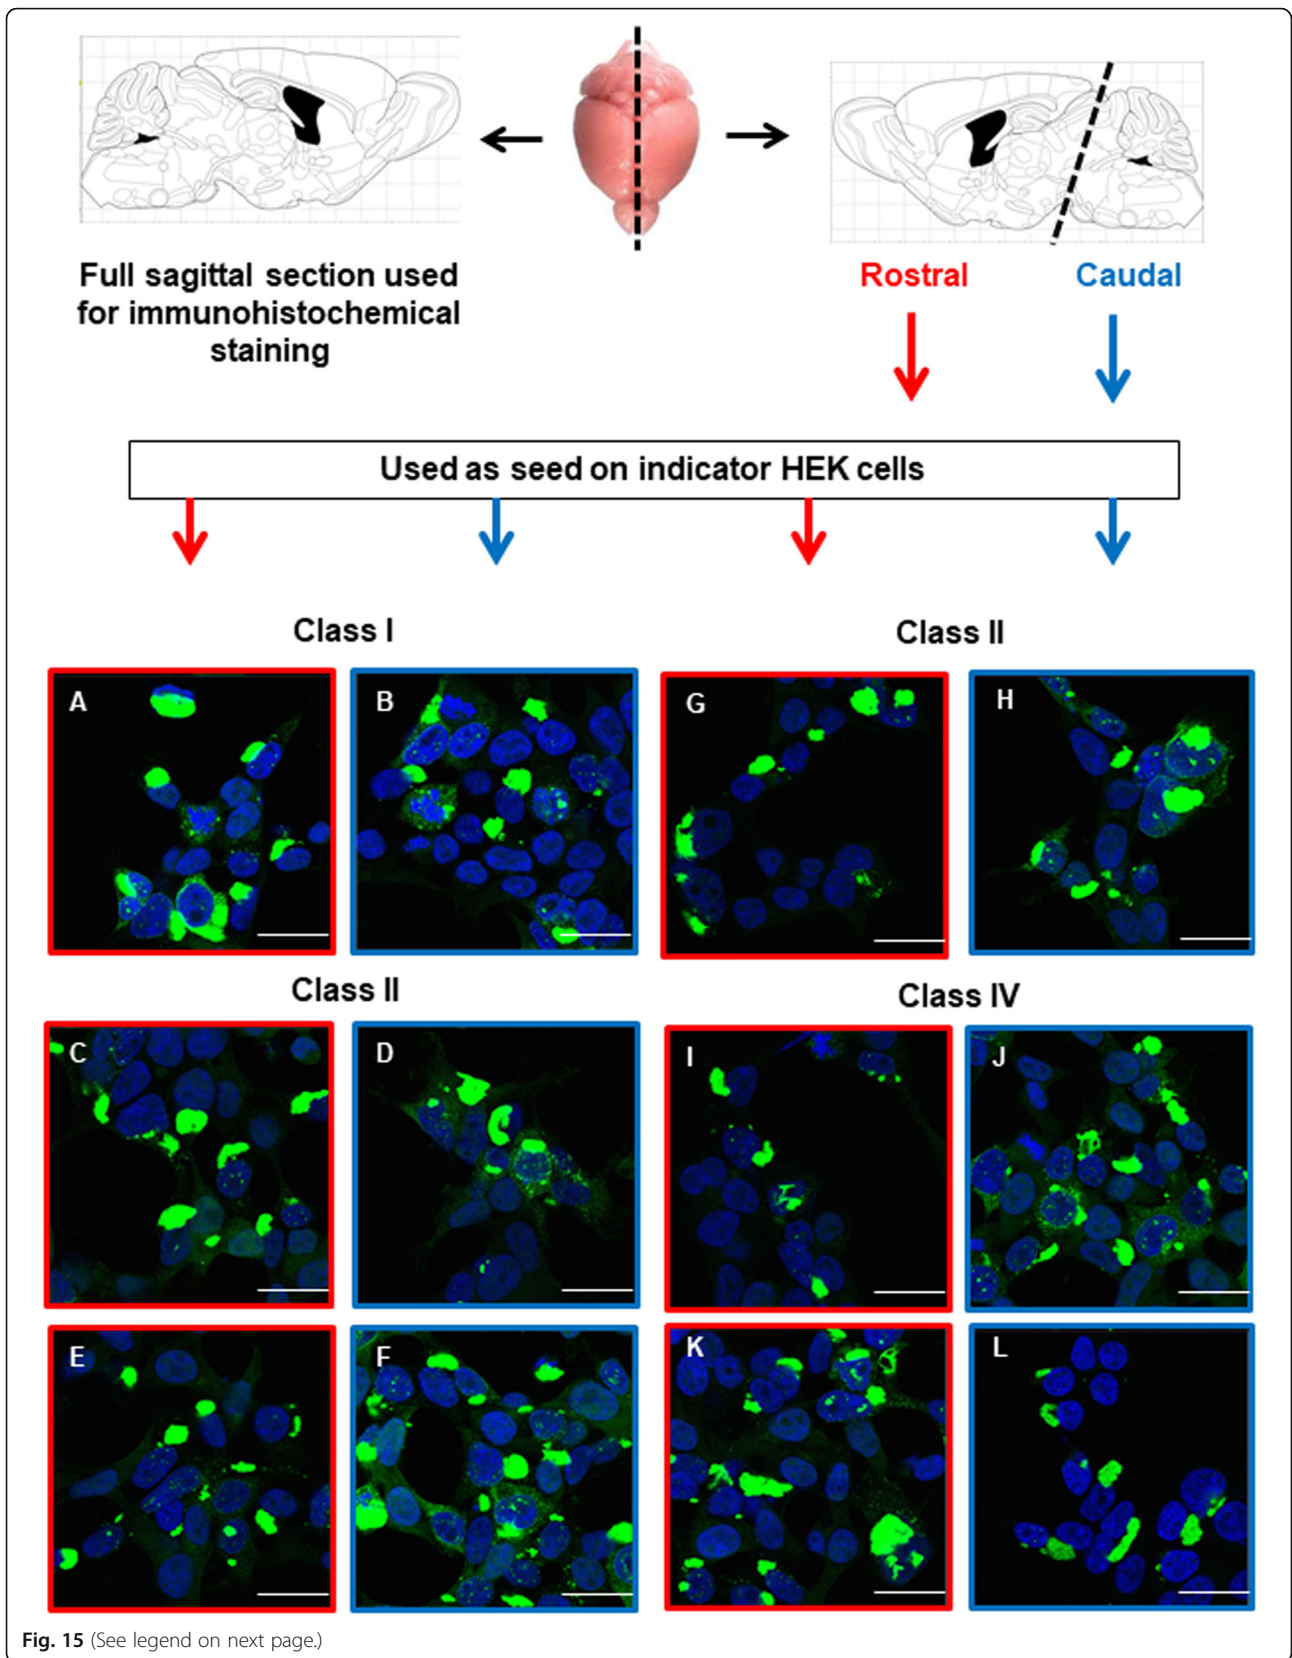 Full sagittal section used
for immunohistochemical
staining
Rostral
Caudal
Used as seed on indicator HEK cells
Class I
Class II
A
B
G
H
Class II
Class IV
C
D
I
J
E
F
K
L
Fig. 15 (See legend on next page.)